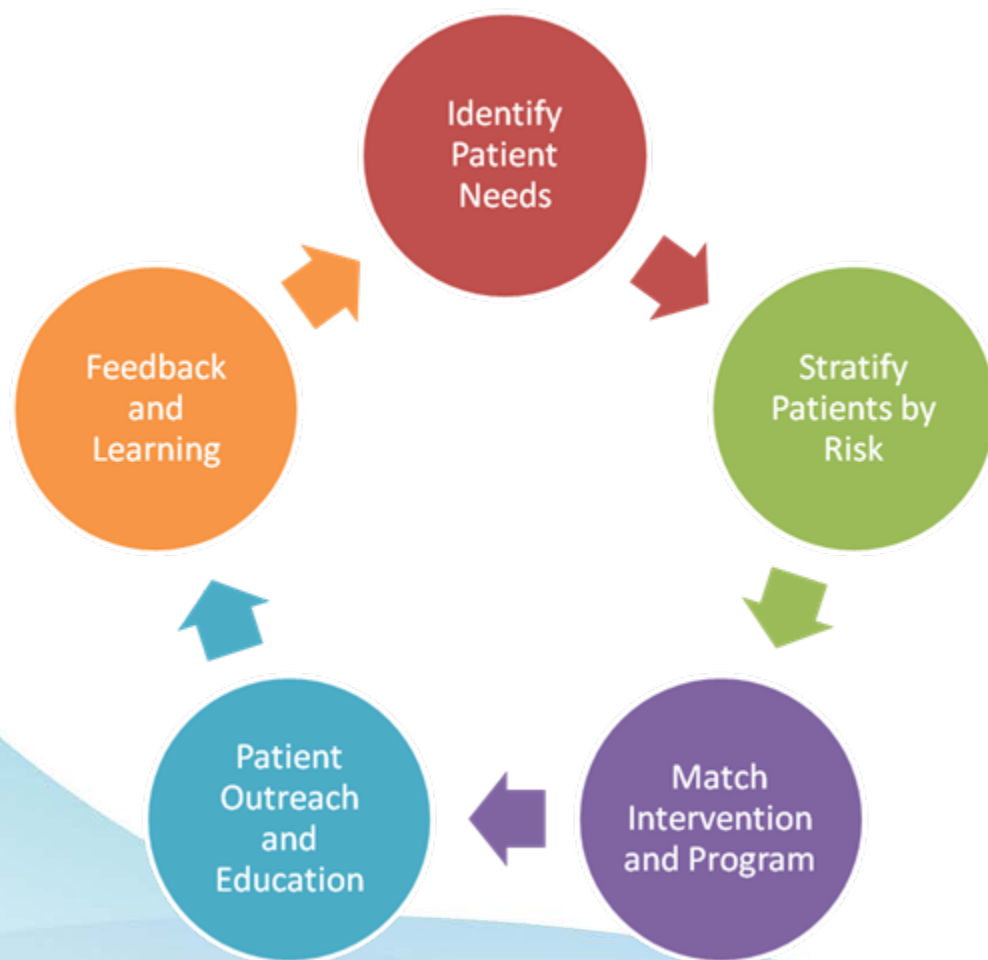 Identify
Patient
Needs
Stratify
Patients by
Risk
Match
Intervention
and Program
Patient
Outreach
and
Education
Feedback
and
Learning